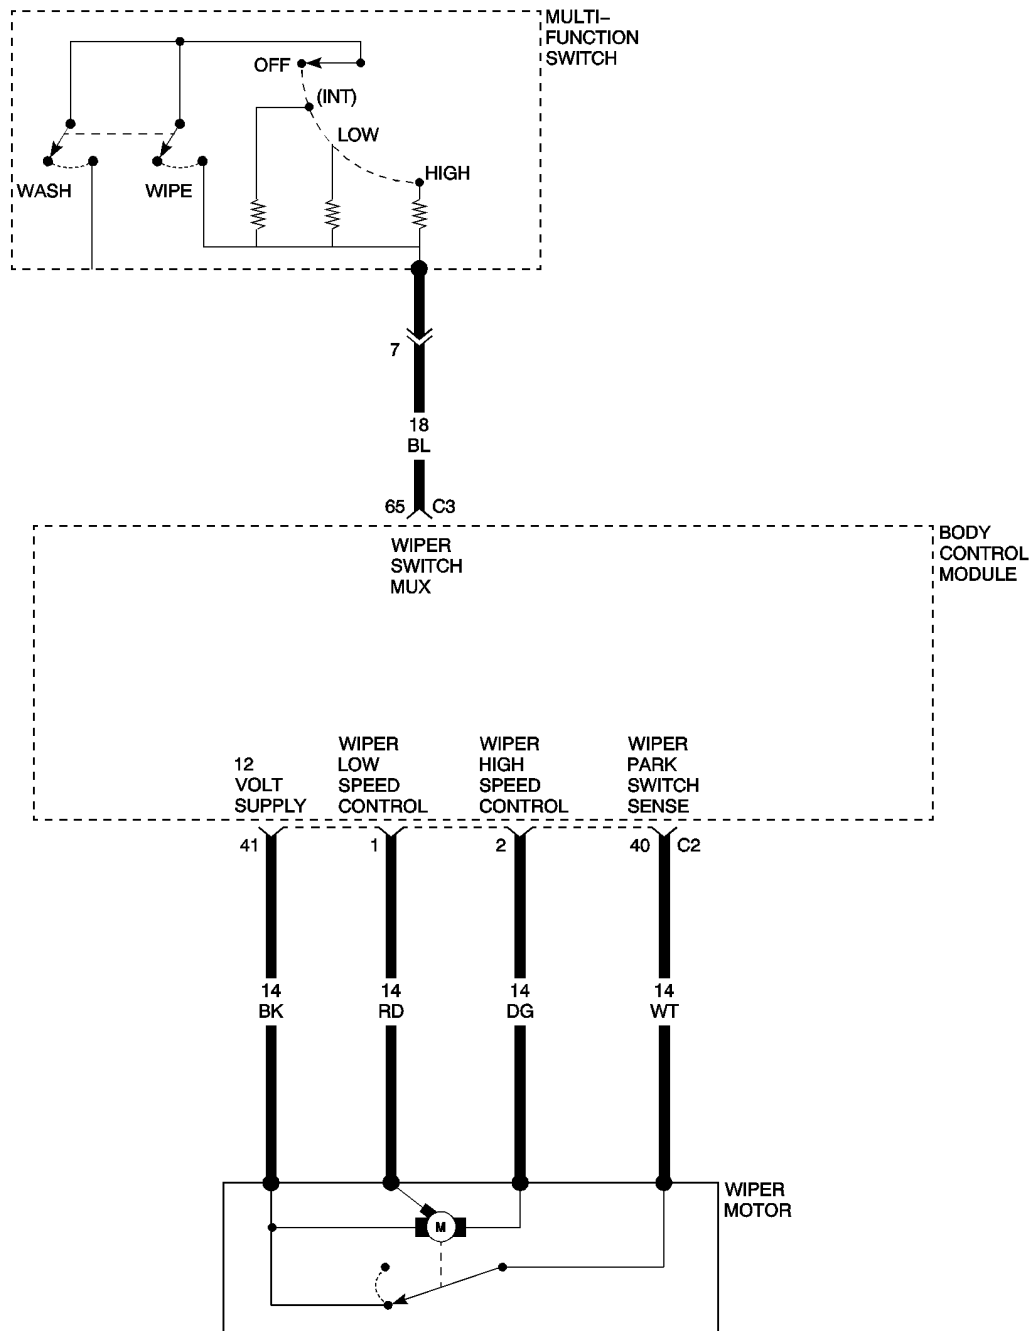 MULTI-
FUNCTION
SWITCH
OFF
(INT)
LOW
HIGH
WASH
WIPE
7
18
BL
65
C3
WIPER
SWITCH
MUX
BODY
CONTROL
MODULE
12
VOLT
SUPPLY
WIPER
LOW
SPEED
CONTROL
WIPER
HIGH
SPEED
CONTROL
WIPER
PARK
SWITCH
SENSE
41
1
2
40
C2
14
BK
14
RD
14
DG
14
WT
WIPER
MOTOR
M